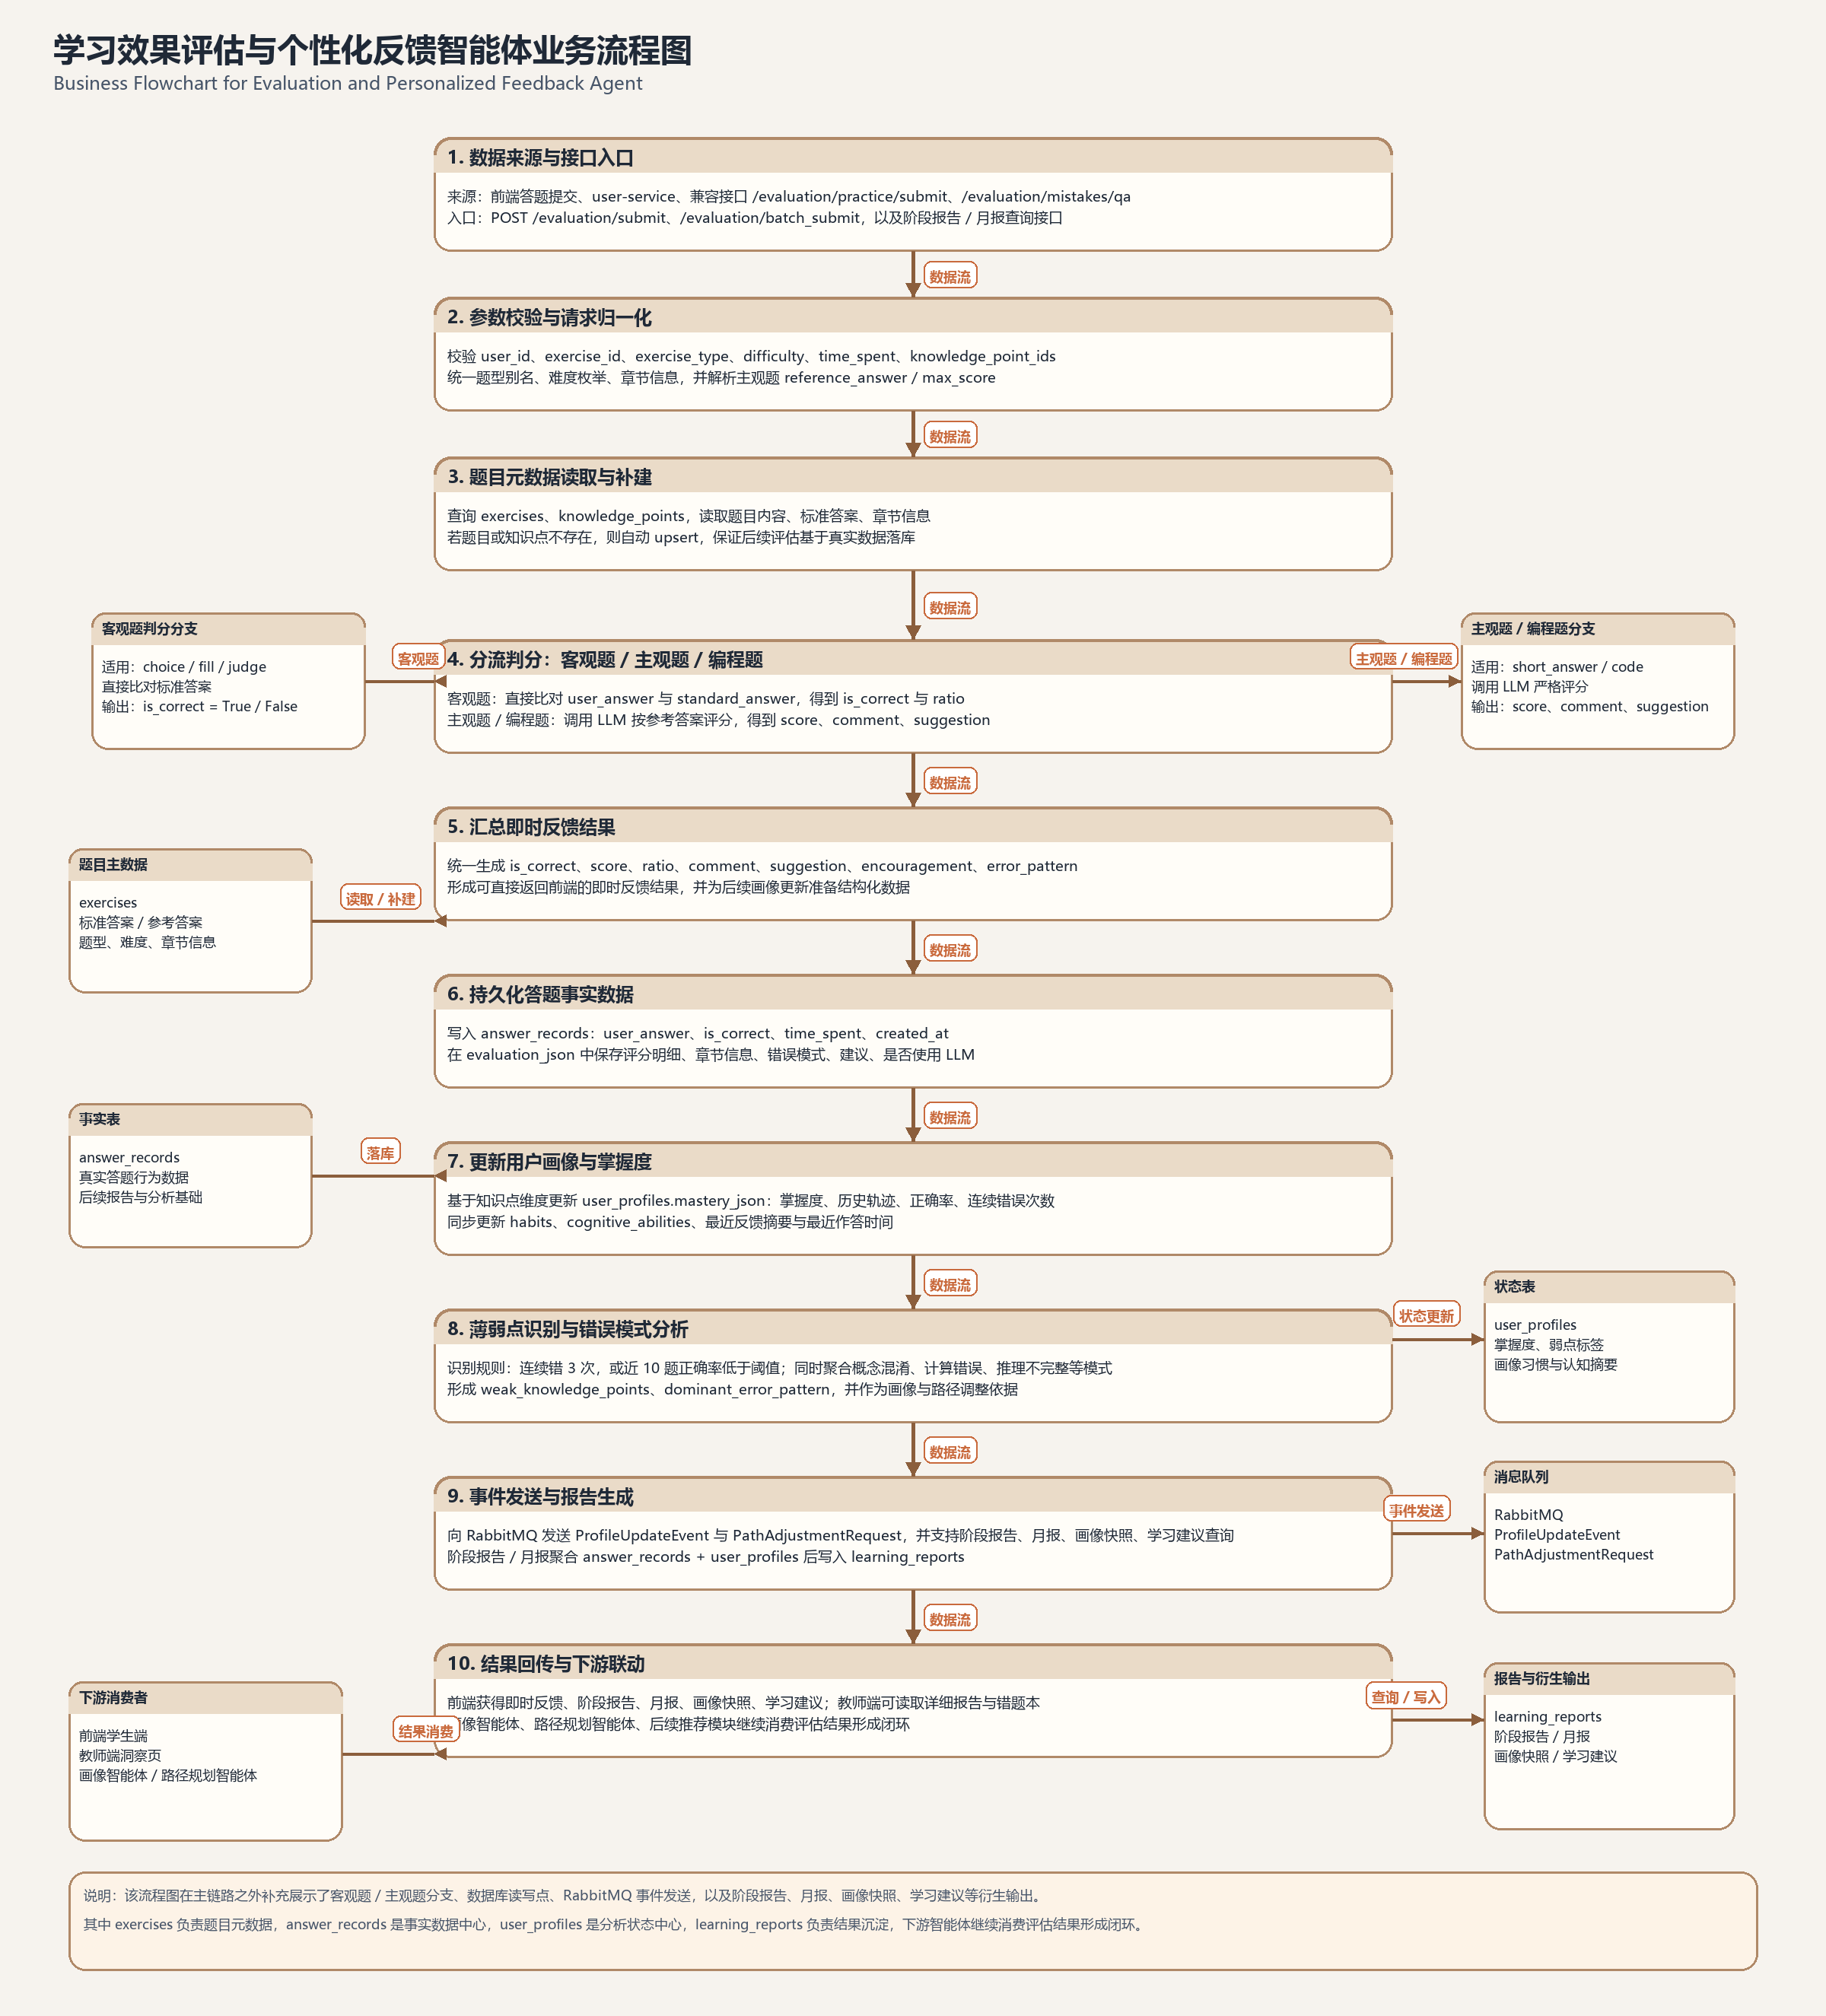 学习效果评估与个性化反馈智能体业务流程图
Business Flowchart for Evaluation and Personalized Feedback Agent
1. 数据来源与接口入口
来源：前端答题提交、user-service、兼容接口 /evaluation/practice/submit、/evaluation/mistakes/qa
入口：POST /evaluation/submit、/evaluation/batch_submit，以及阶段报告 / 月报查询接口
数据流
2. 参数校验与请求归一化
校验 user_id、exercise_id、exercise_type、difficulty、time_spent、knowledge_point_ids
统一题型别名、难度枚举、章节信息，并解析主观题 reference_answer / max_score
数据流
3. 题目元数据读取与补建
查询 exercises、knowledge_points，读取题目内容、标准答案、章节信息
若题目或知识点不存在，则自动 upsert，保证后续评估基于真实数据落库
数据流
客观题判分分支
适用：choice / fill / judge
直接比对标准答案
输出：is_correct = True / False
客观题
4. 分流判分：客观题 / 主观题 / 编程题
客观题：直接比对 user_answer 与 standard_answer，得到 is_correct 与 ratio
主观题 / 编程题：调用 LLM 按参考答案评分，得到 score、comment、suggestion
主观题 / 编程题
主观题 / 编程题分支
适用：short_answer / code
调用 LLM 严格评分
输出：score、comment、suggestion
数据流
5. 汇总即时反馈结果
统一生成 is_correct、score、ratio、comment、suggestion、encouragement、error_pattern
形成可直接返回前端的即时反馈结果，并为后续画像更新准备结构化数据
题目主数据
exercises
标准答案 / 参考答案
题型、难度、章节信息
读取 / 补建
数据流
6. 持久化答题事实数据
写入 answer_records：user_answer、is_correct、time_spent、created_at
在 evaluation_json 中保存评分明细、章节信息、错误模式、建议、是否使用 LLM
数据流
事实表
answer_records
真实答题行为数据
后续报告与分析基础
落库
7. 更新用户画像与掌握度
基于知识点维度更新 user_profiles.mastery_json：掌握度、历史轨迹、正确率、连续错误次数
同步更新 habits、cognitive_abilities、最近反馈摘要与最近作答时间
数据流
8. 薄弱点识别与错误模式分析
识别规则：连续错 3 次，或近 10 题正确率低于阈值；同时聚合概念混淆、计算错误、推理不完整等模式
形成 weak_knowledge_points、dominant_error_pattern，并作为画像与路径调整依据
状态更新
状态表
user_profiles
掌握度、弱点标签
画像习惯与认知摘要
数据流
9. 事件发送与报告生成
向 RabbitMQ 发送 ProfileUpdateEvent 与 PathAdjustmentRequest，并支持阶段报告、月报、画像快照、学习建议查询
阶段报告 / 月报聚合 answer_records + user_profiles 后写入 learning_reports
事件发送
消息队列
RabbitMQ
ProfileUpdateEvent
PathAdjustmentRequest
数据流
10. 结果回传与下游联动
前端获得即时反馈、阶段报告、月报、画像快照、学习建议；教师端可读取详细报告与错题本
像智能体、路径规划智能体、后续推荐模块继续消费评估结果形成闭环
下游消费者
前端学生端
教师端洞察页
画像智能体 / 路径规划智能体
结果消费
查询 / 写入
报告与衍生输出
learning_reports
阶段报告 / 月报
画像快照 / 学习建议
说明：该流程图在主链路之外补充展示了客观题 / 主观题分支、数据库读写点、RabbitMQ 事件发送，以及阶段报告、月报、画像快照、学习建议等衍生输出。
其中 exercises 负责题目元数据，answer_records 是事实数据中心，user_profiles 是分析状态中心，learning_reports 负责结果沉淀，下游智能体继续消费评估结果形成闭环。